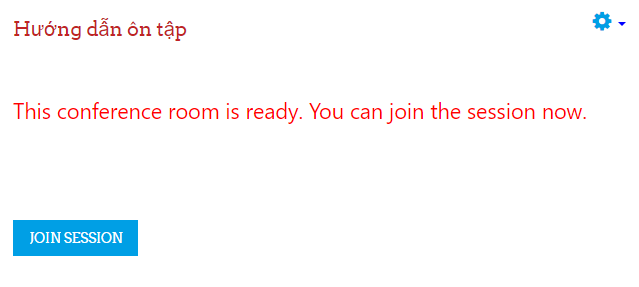 Hướng dẫn ôn tập
This conference room is ready. You can join the session now.
JOIN SESSION